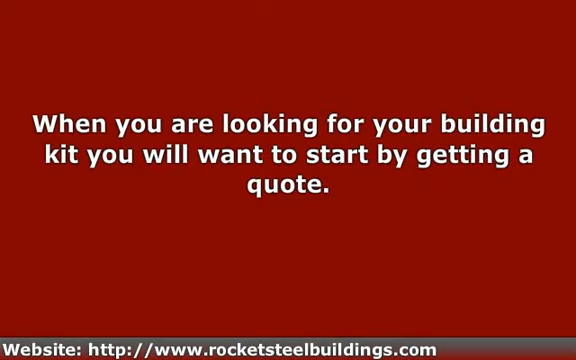 When you are looking for your building
kit you will want to start by getting a
quote.
Website: http://www.rocketsteelbuildings.com